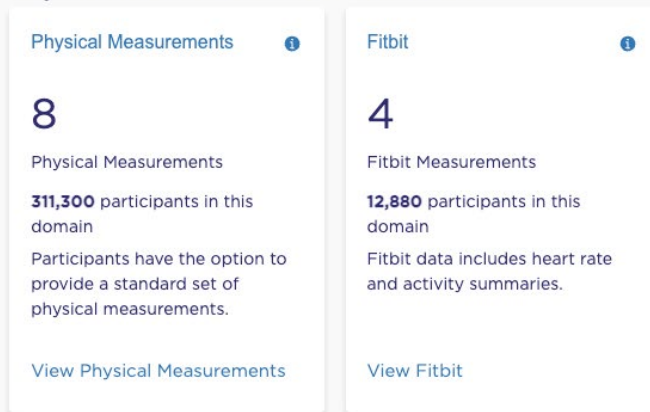 Physical Measurements
8
Physical Measurements
311,300 participants in this
domain
Participants have the option to
provide a standard set of
physical measurements.
View Physical Measurements
Fitbit
4
Fitbit Measurements
12,880 participants in this
domain
Fitbit data includes heart rate
and activity summaries.
View Fitbit